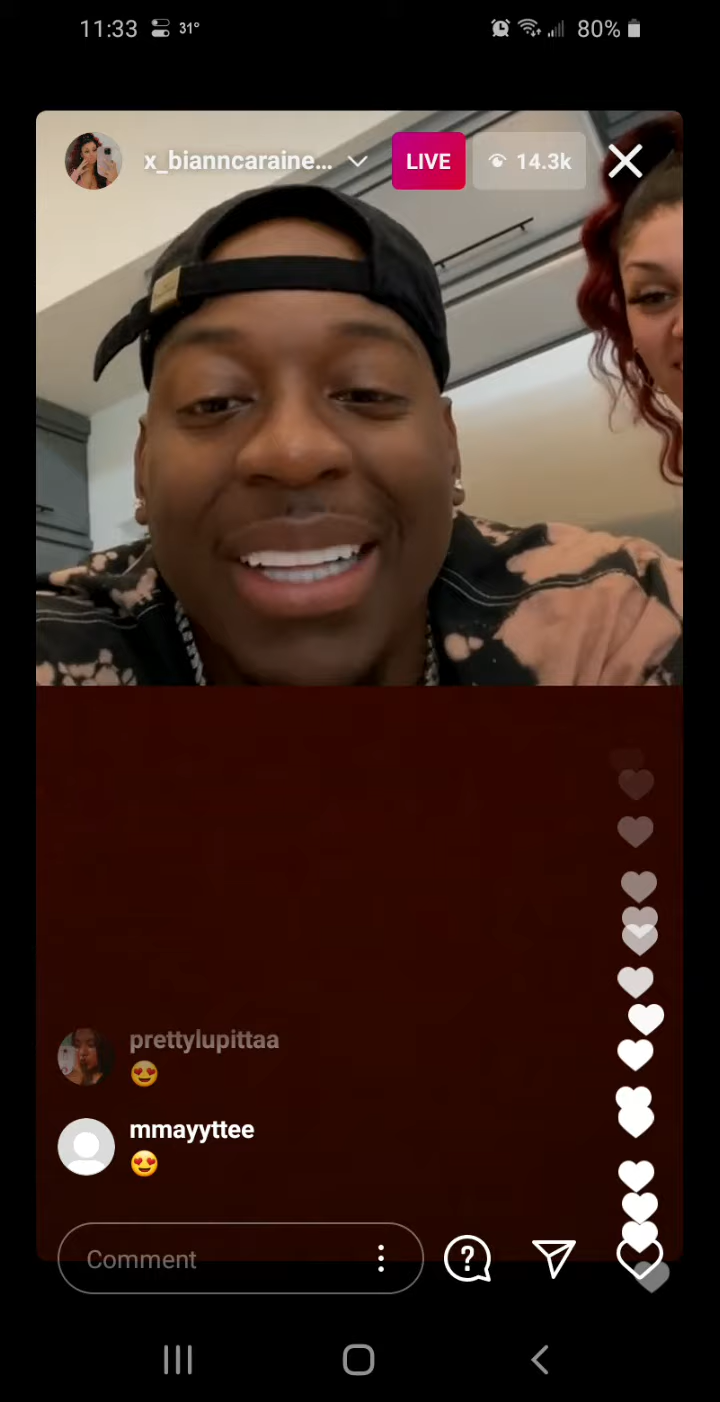 11:33 31° 80%
x_bianncaraine... LIVE 14.3k
prettylupittaa
😍
mmayyttee
😍
Comment